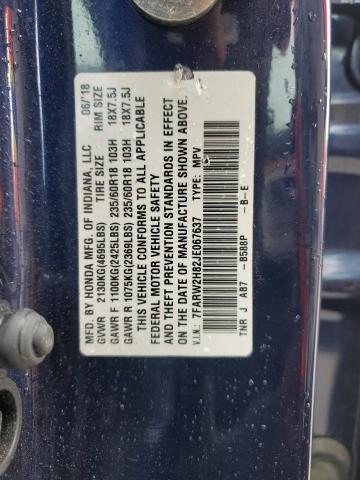 MFD. BY HONDA MFG. OF INDIANA, LLC 06/'18
GVWR 2130KG(4695LBS) TIRE SIZE RIM SIZE
GAWR F 1100KG(2425LBS) 235/60R18 103H 18X7.5J
GAWR R 1075KG(2369LBS) 235/60R18 103H 18X7.5J
THIS VEHICLE CONFORMS TO ALL APPLICABLE
FEDERAL MOTOR VEHICLE SAFETY
AND THEFT PREVENTION STANDARDS IN EFFECT
ON THE DATE OF MANUFACTURE SHOWN ABOVE.
V.I.N.: 7FARW2H82JE067637 TYPE: MPV
TNR J AB7 -B588P -B-E